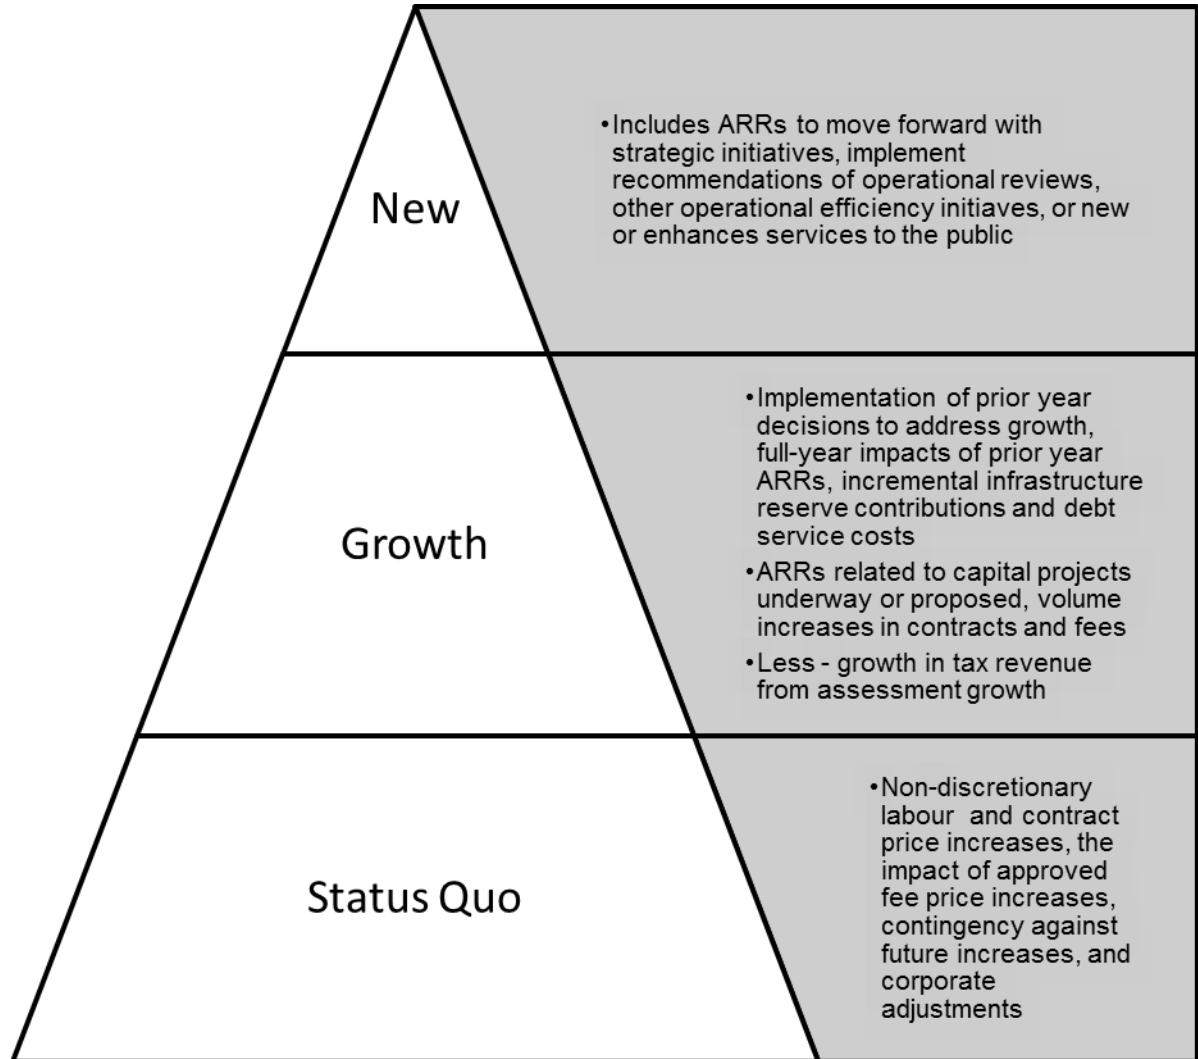 New
•Includes ARRs to move forward with
strategic initiatives, implement
recommendations of operational reviews,
other operational efficiency initiaves, or new
or enhances services to the public
Growth
•Implementation of prior year
decisions to address growth,
full-year impacts of prior year
ARRs, incremental infrastructure
reserve contributions and debt
service costs
•ARRs related to capital projects
underway or proposed, volume
increases in contracts and fees
•Less - growth in tax revenue
from assessment growth
Status Quo
•Non-discretionary
labour and contract
price increases, the
impact of approved
fee price increases,
contingency against
future increases, and
corporate
adjustments